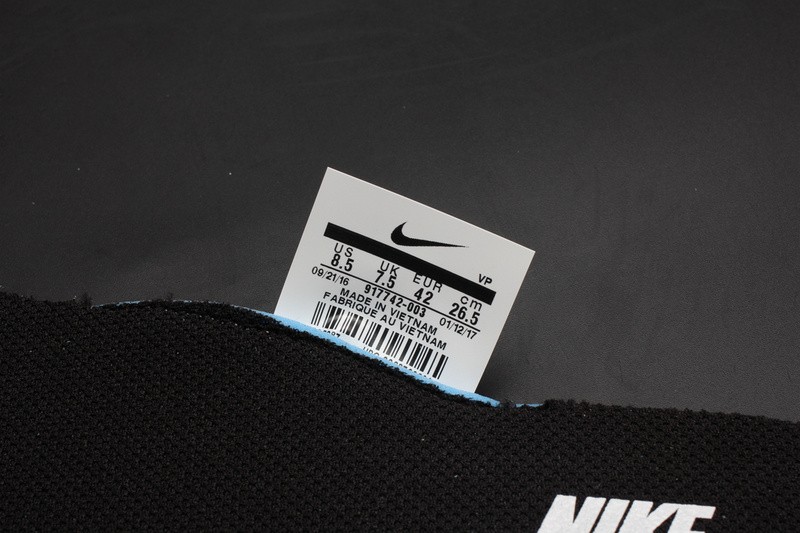 VP
US UK EUR cm
8.5 7.5 42 26.5
09/21/16 917742-003 01/12/17
MADE IN VIETNAM
FABRIQUE AU VIETNAM
NIKE